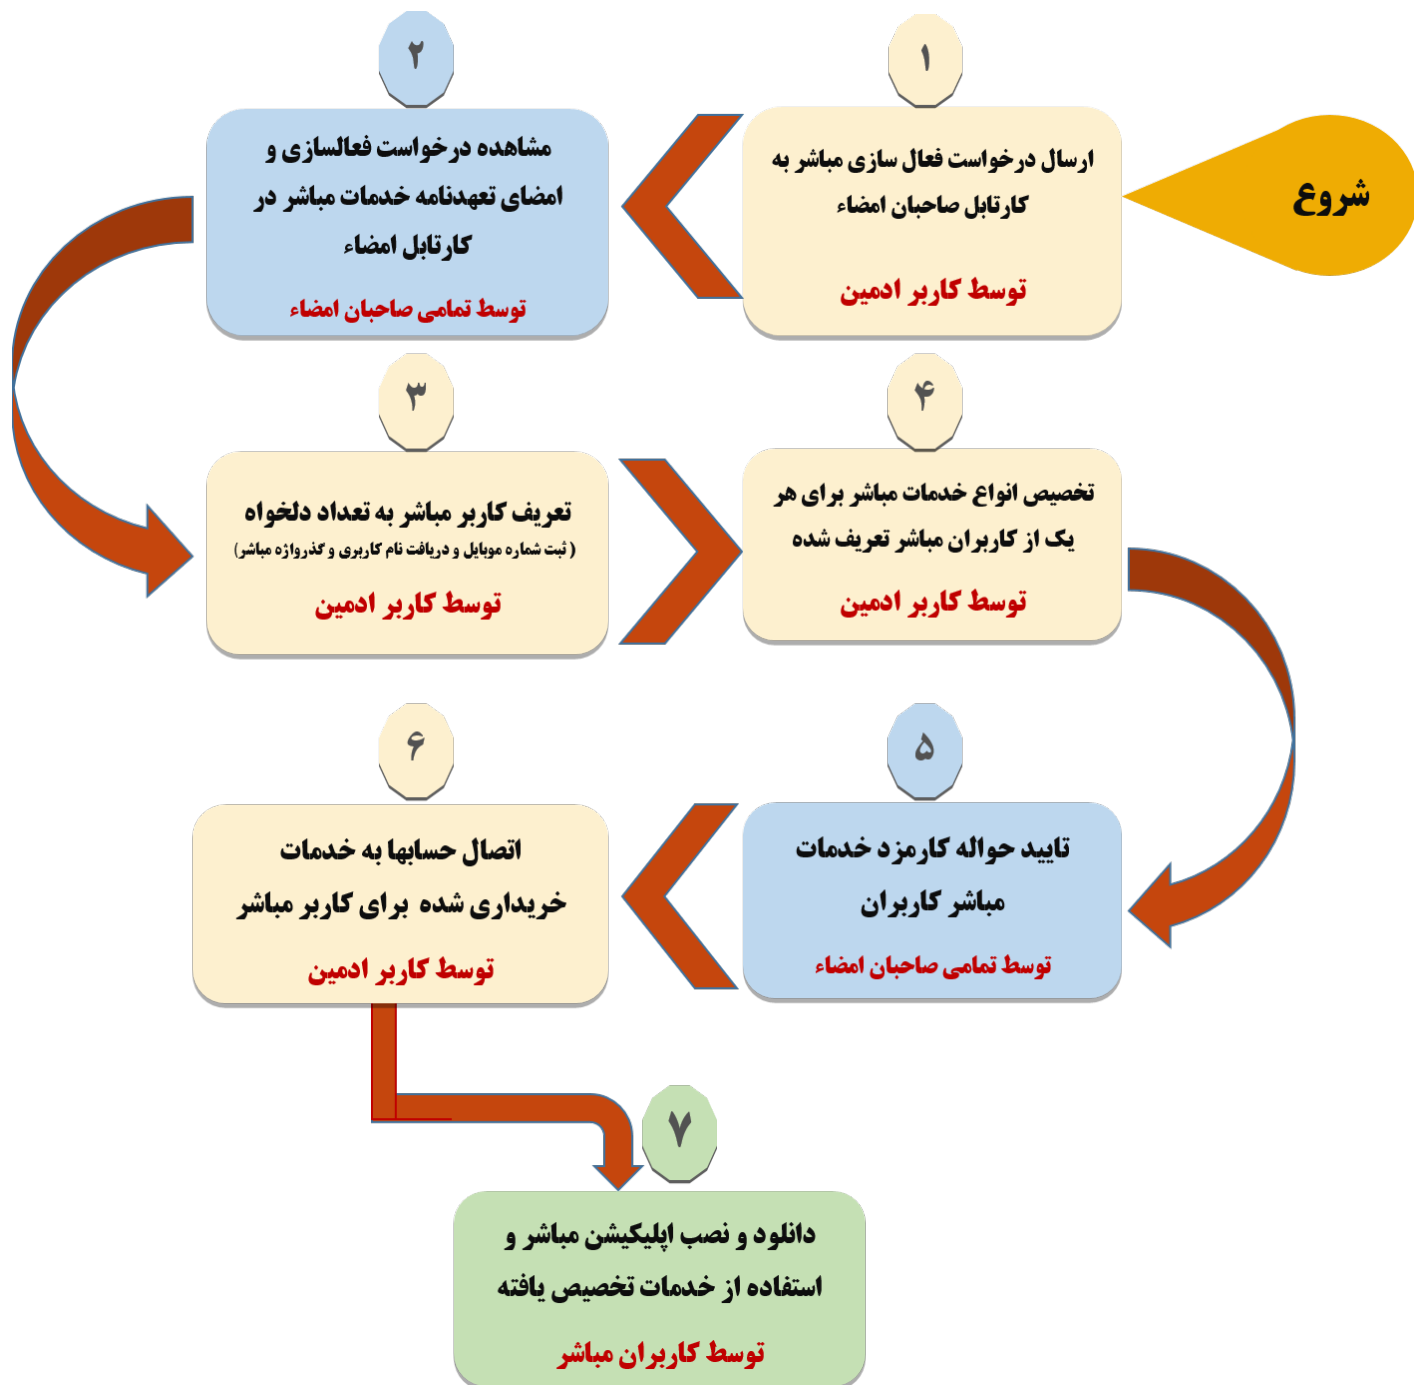 شروع
۱
ارسال درخواست فعال سازی مباشر به
کارتابل صاحبان امضاء
توسط کاربر ادمین
۲
مشاهده درخواست فعالسازی و
امضای تعهدنامه خدمات مباشر در
کارتابل امضاء
توسط تمامی صاحبان امضاء
۳
تعریف کاربر مباشر به تعداد دلخواه
( ثبت شماره موبایل و دریافت نام کاربری و گذرواژه مباشر)
توسط کاربر ادمین
۴
تخصیص انواع خدمات مباشر برای هر
یک از کاربران مباشر تعریف شده
توسط کاربر ادمین
۵
تایید حواله کارمزد خدمات
مباشر کاربران
توسط تمامی صاحبان امضاء
۶
اتصال حسابها به خدمات
خریداری شده برای کاربر مباشر
توسط کاربر ادمین
۷
دانلود و نصب اپلیکیشن مباشر و
استفاده از خدمات تخصیص یافته
توسط کاربران مباشر